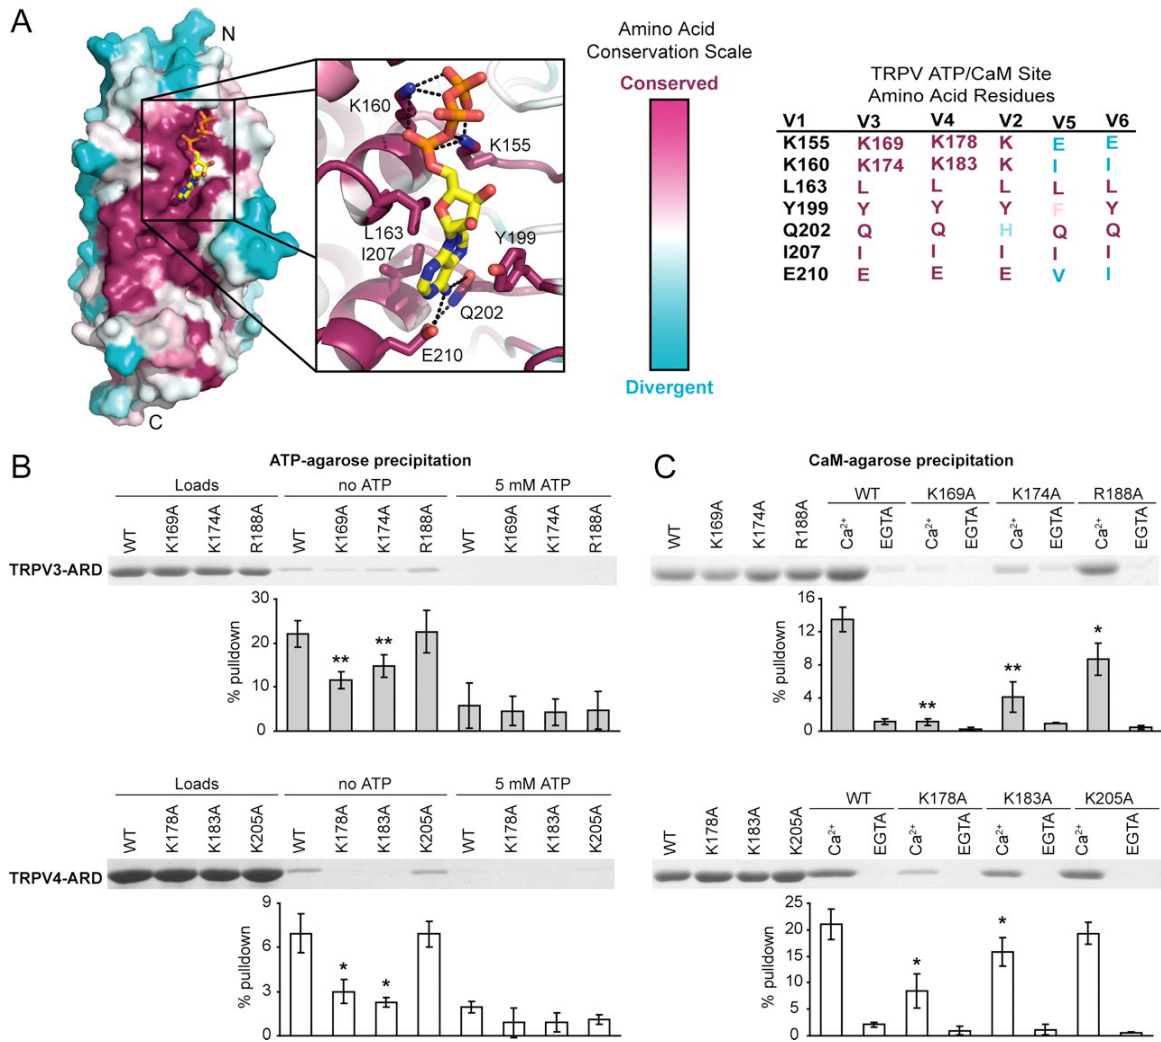 A
N
C
K160
K155
L163
I207
Y199
Q202
E210
Amino Acid
Conservation Scale
Conserved
Divergent
TRPV ATP/CaM Site
Amino Acid Residues
V1 V3 V4 V2 V5 V6
K155 K169 K178 K E E
K160 K174 K183 K I I
L163 L L L L L
Y199 Y Y Y F Y
Q202 Q Q H Q Q
I207 I I I I I
E210 E E E V I
B
ATP-agarose precipitation
Loads no ATP 5 mM ATP
WT K169A K174A R188A WT K169A K174A R188A WT K169A K174A R188A
TRPV3-ARD
% pulldown
30
20
10
0
** **
Loads no ATP 5 mM ATP
WT K178A K183A K205A WT K178A K183A K205A WT K178A K183A K205A
TRPV4-ARD
% pulldown
9
6
3
0
* *
C
CaM-agarose precipitation
WT K169A K174A R188A
WT K169A K174A R188A Ca²⁺ EGTA Ca²⁺ EGTA Ca²⁺ EGTA Ca²⁺ EGTA
% pulldown
12
8
4
0
** ** *
WT K178A K183A K205A
WT K178A K183A K205A Ca²⁺ EGTA Ca²⁺ EGTA Ca²⁺ EGTA Ca²⁺ EGTA
% pulldown
25
20
15
10
5
0
* *